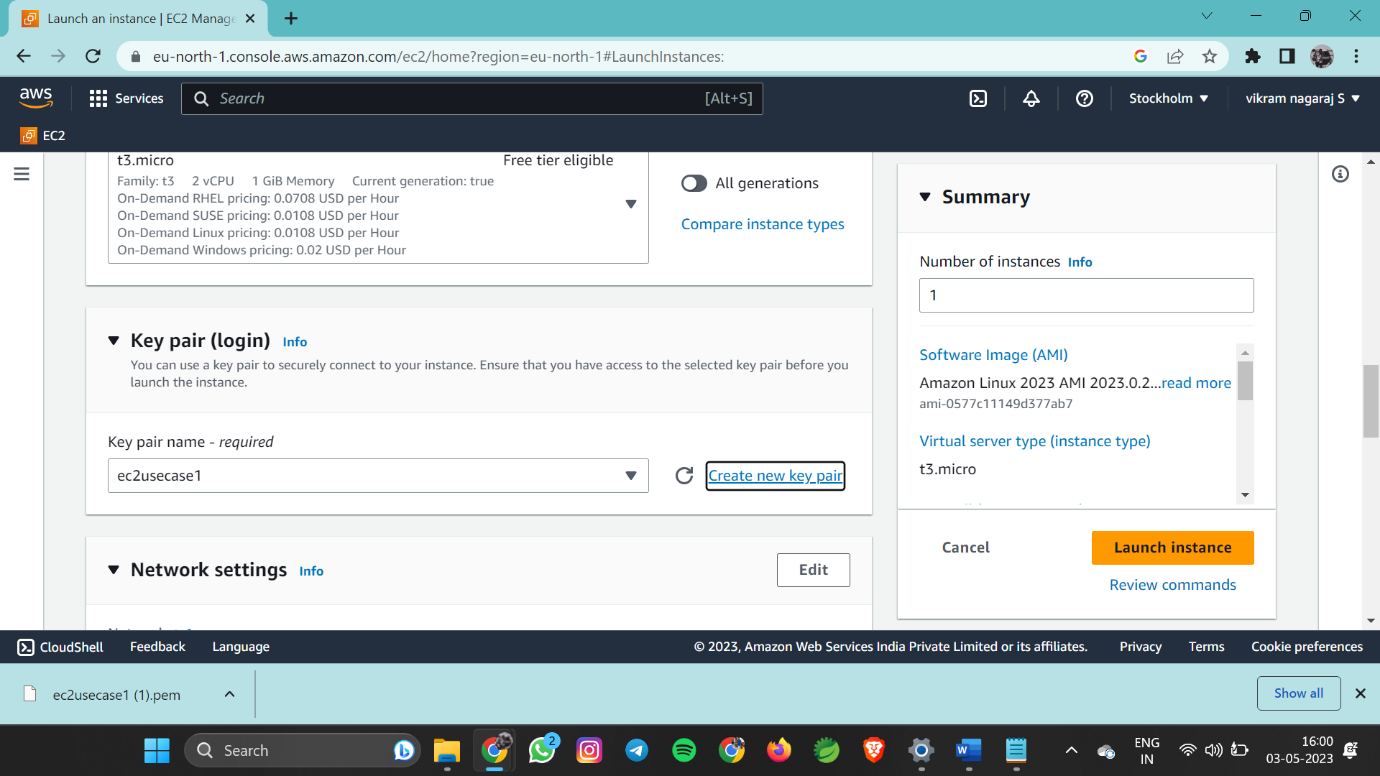 Launch an instance | EC2 Manag
eu-north-1.console.aws.amazon.com/ec2/home?region=eu-north-1#LaunchInstances:
aws
Services
Search
[Alt+S]
Stockholm
vikram nagaraj S
EC2
t3.micro
Free tier eligible
Family: t3 2 vCPU 1 GiB Memory Current generation: true
On-Demand RHEL pricing: 0.0708 USD per Hour
On-Demand SUSE pricing: 0.0108 USD per Hour
On-Demand Linux pricing: 0.0108 USD per Hour
On-Demand Windows pricing: 0.02 USD per Hour
All generations
Compare instance types
Key pair (login) Info
You can use a key pair to securely connect to your instance. Ensure that you have access to the selected key pair before you
launch the instance.
Key pair name - required
ec2usecase1
Create new key pair
Network settings Info
Edit
Summary
Number of instances Info
1
Software Image (AMI)
Amazon Linux 2023 AMI 2023.0.2...read more
ami-0577c11149d377ab7
Virtual server type (instance type)
t3.micro
Cancel
Launch instance
Review commands
CloudShell
Feedback
Language
© 2023, Amazon Web Services India Private Limited or its affiliates.
Privacy
Terms
Cookie preferences
ec2usecase1 (1).pem
Show all
Search
2
ENG
IN
16:00
03-05-2023